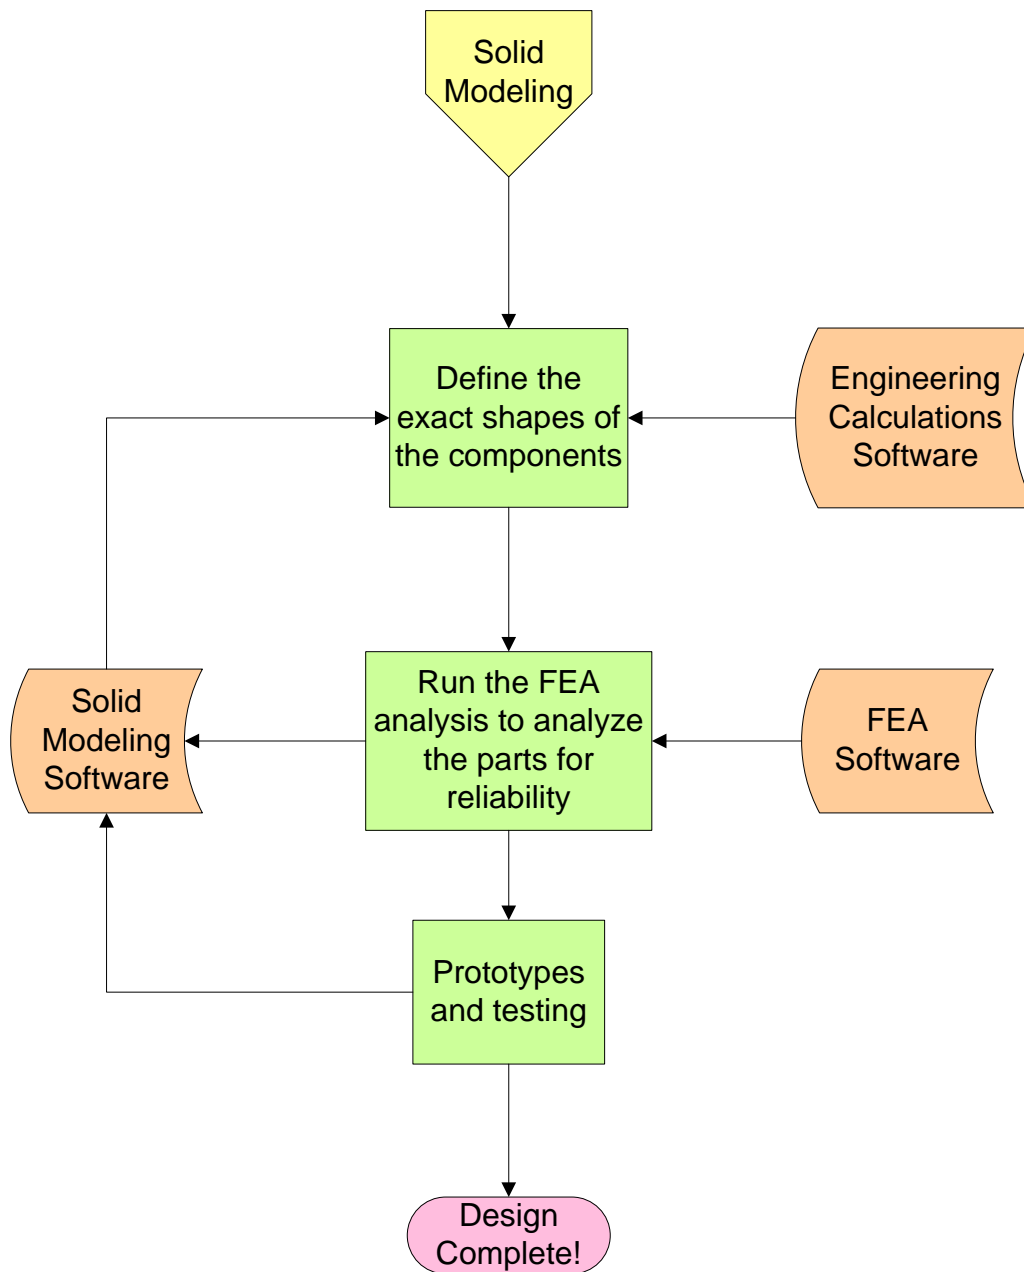 Solid
Modeling
Define the
exact shapes of
the components
Engineering
Calculations
Software
Run the FEA
analysis to analyze
the parts for
reliability
Solid
Modeling
Software
FEA
Software
Prototypes
and testing
Design
Complete!